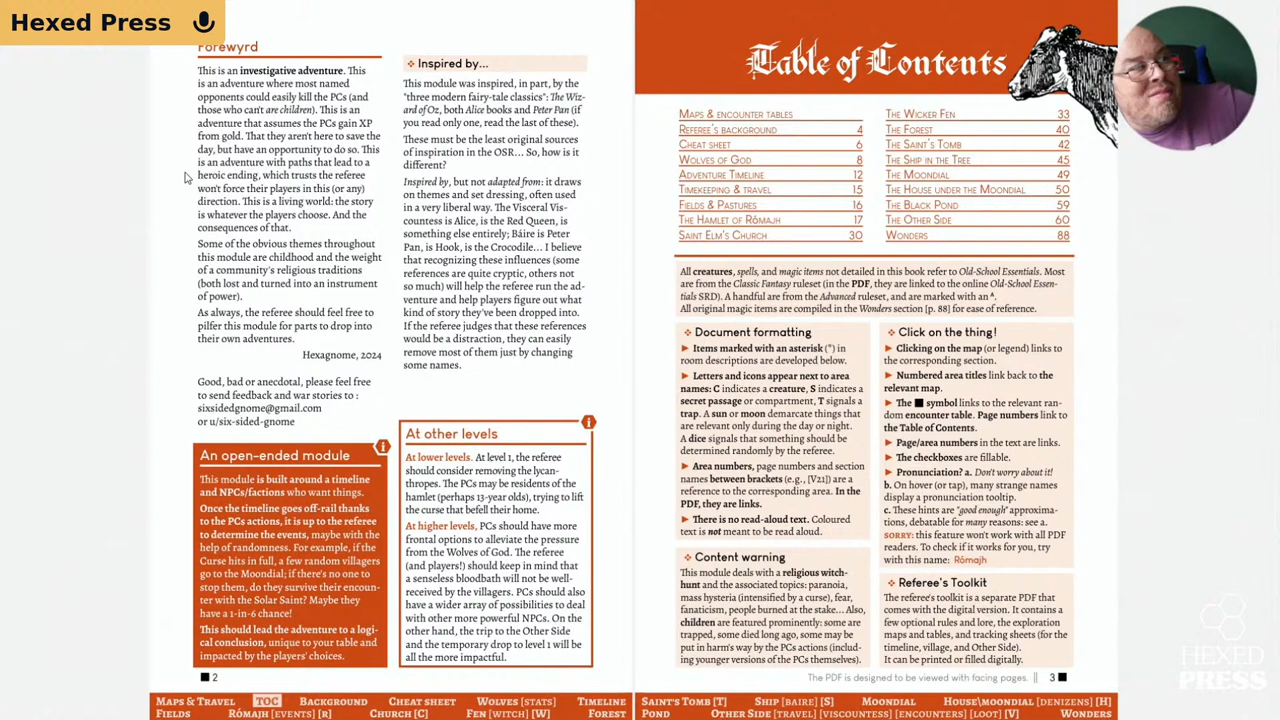 Hexed Press
Forewyrd
This is an investigative adventure. This
is an adventure where most named
opponents could easily kill the PCs (and
those who can't are children). This is an
adventure that assumes the PCs gain XP
from gold. That they aren't here to save the
day, but have an opportunity to do so. This
is an adventure with paths that lead to a
heroic ending, which trusts the referee
won't force their players in this (or any)
direction. This is a living world: the story
is whatever the players choose. And the
consequences of that.
Some of the obvious themes throughout
this module are childhood and the weight
of a community's religious traditions
(both lost and turned into an instrument
of power).
As always, the referee should feel free to
pilfer this module for parts to drop into
their own adventures.
Hexagnome, 2024
Good, bad or anecdotal, please feel free
to send feedback and war stories to :
sixsidedgnome@gmail.com
or u/six-sided-gnome
An open-ended module
This module is built around a timeline
and NPCs/factions who want things.
Once the timeline goes off-rail thanks
to the PCs actions, it is up to the referee
to determine the events, maybe with the
help of randomness. For example, if the
Curse hits in full, a few random villagers
go to the Moondial; if there's no one to
stop them, do they survive their encoun-
ter with the Solar Saint? Maybe they
have a 1-in-6 chance!
This should lead the adventure to a logi-
cal conclusion, unique to your table and
impacted by the players' choices.
2
Inspired by...
This module was inspired, in part, by the
"three modern fairy-tale classics": The Wiz-
ard of Oz, both Alice books and Peter Pan (if
you read only one, read the last of these).
These must be the least original sources
of inspiration in the OSR... So, how is it
different?
Inspired by, but not adapted from: it draws
on themes and set dressing, often used
in a very liberal way. The Visceral Vis-
countess is Alice, is the Red Queen, is
something else entirely; Báire is Peter
Pan, is Hook, is the Crocodile... I believe
that recognizing these influences (some
references are quite cryptic, others not
so much) will help the referee run the ad-
venture and help players figure out what
kind of story they've been dropped into.
If the referee judges that these references
would be a distraction, they can easily
remove most of them just by changing
some names.
At other levels
At lower levels. At level 1, the referee
should consider removing the lycan-
thropes. The PCs may be residents of the
hamlet (perhaps 13-year olds), trying to lift
the curse that befell their home.
At higher levels, PCs should have more
frontal options to alleviate the pressure
from the Wolves of God. The referee
(and players!) should keep in mind that
a senseless bloodbath will not be well-
received by the villagers. PCs should also
have a wider array of possibilities to deal
with other more powerful NPCs. On the
other hand, the trip to the Other Side
and the temporary drop to level 1 will be
all the more impactful.
Table of Contents
Maps & encounter tables
Referee's background 4
Cheat sheet 6
Wolves of God 8
Adventure Timeline 12
Timekeeping & travel 15
Fields & Pastures 16
The Hamlet of Rômajh 17
Saint Elm's Church 30
The Wicker Fen 33
The Forest 40
The Saint's Tomb 42
The Ship in the Tree 45
The Moondial 49
The House under the Moondial 50
The Black Pond 59
The Other Side 60
Wonders 88
All creatures, spells, and magic items not detailed in this book refer to Old-School Essentials. Most
are from the Classic Fantasy ruleset (in the PDF, they are linked to the online Old-School Essen-
tials SRD). A handful are from the Advanced ruleset, and are marked with an ᴬ.
All original magic items are compiled in the Wonders section [p. 88] for ease of reference.
Document formatting
► Items marked with an asterisk (*) in
room descriptions are developed below.
► Letters and icons appear next to area
names: C indicates a creature, S indicates a
secret passage or compartment, T signals a
trap. A sun or moon demarcate things that
are relevant only during the day or night.
A dice signals that something should be
determined randomly by the referee.
► Area numbers, page numbers and section
names between brackets (e.g., [V21]) are a
reference to the corresponding area. In the
PDF, they are links.
► There is no read-aloud text. Coloured
text is not meant to be read aloud.
Content warning
This module deals with a religious witch-
hunt and the associated topics: paranoia,
mass hysteria (intensified by a curse), fear,
fanaticism, people burned at the stake... Also,
children are featured prominently: some are
trapped, some died long ago, some may be
put in harm's way by the PCs actions (includ-
ing younger versions of the PCs themselves).
Click on the thing!
► Clicking on the map (or legend) links to
the corresponding section.
► Numbered area titles link back to the
relevant map.
► The ■ symbol links to the relevant ran-
dom encounter table. Page numbers link to
the Table of Contents.
► Page/area numbers in the text are links.
► The checkboxes are fillable.
► Pronunciation? a. Don't worry about it!
b. On hover (or tap), many strange names
display a pronunciation tooltip.
c. These hints are "good enough" approxima-
tions, debatable for many reasons: see a.
SORRY: this feature won't work with all PDF
readers. To check if it works for you, try
with this name: Rômajh
Referee's Toolkit
The referee's toolkit is a separate PDF that
comes with the digital version. It contains a
few optional rules and lore, the exploration
maps and tables, and tracking sheets (for the
timeline, village, and Other Side).
It can be printed or filled digitally.
The PDF is designed to be viewed with facing pages. || 3
Maps & Travel TOC Background Cheat sheet Wolves [stats] Timeline
Fields Rômajh [events] [R] Church [C] Fen [witch] [W] Forest
Saint's Tomb [T] Ship [Baire] [S] Moondial House\Moondial [denizens] [H]
Pond Other Side [travel] [viscountess] [encounters] [loot] [V] Wonders
HEXED
PRESS